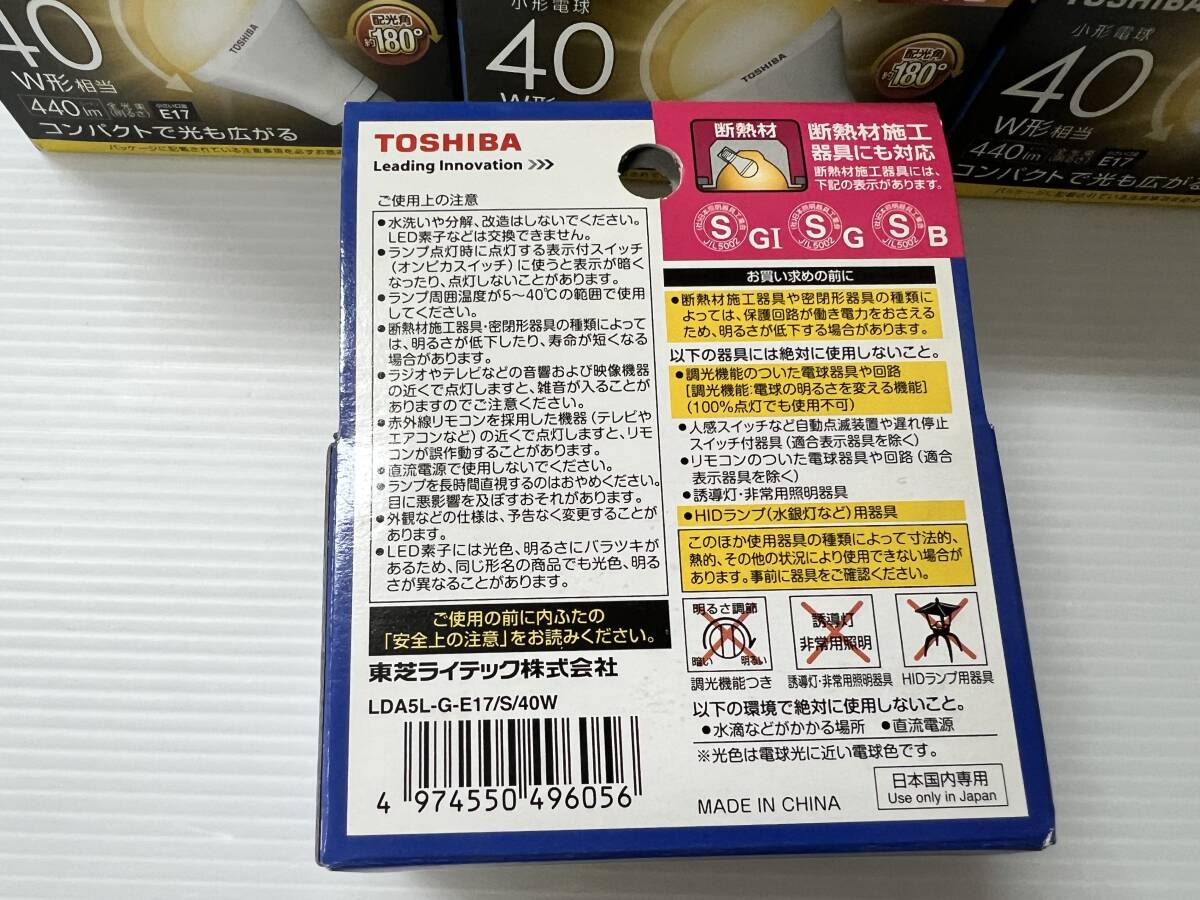 40
W形相当
440lm
E17
コンパクトで光も広がる
TOSHIBA
配光角
約180°
小形電球
40
W形
TOSHIBA
配光角
約180°
TOSHIBA
小形電球
40
W形相当
440lm
E17
コンパクトで光も広が
TOSHIBA
Leading Innovation >>>
ご使用上の注意
●水洗いや分解、改造はしないでください。
LED素子などは交換できません。
●ランプ点灯時に点灯する表示付スイッチ
(オンピカスイッチ)に使うと表示が暗く
なったり、点灯しないことがあります。
●ランプ周囲温度が5~40℃の範囲で使用
してください。
●断熱材施工器具・密閉形器具の種類によって
は、明るさが低下したり、寿命が短くなる
場合があります。
●ラジオやテレビなどの音響および映像機器
の近くで点灯しますと、雑音が入ることが
ありますのでご注意ください。
●赤外線リモコンを採用した機器(テレビや
エアコンなど)の近くで点灯しますと、リモ
コンが誤作動することがあります。
●直流電源で使用しないでください。
●ランプを長時間直視するのはおやめください。
目に悪影響を及ぼすおそれがあります。
●外観などの仕様は、予告なく変更することが
あります。
●LED素子には光色、明るさにバラツキが
あるため、同じ形名の商品でも光色、明る
さが異なることがあります。
ご使用の前に内ふたの
「安全上の注意」をお読みください。
東芝ライテック株式会社
LDA5L-G-E17/S/40W
4 974550 496056
断熱材
断熱材施工
器具にも対応
断熱材施工器具には、
下記の表示があります。
S JIL5002 GI S JIL5002 G S JIL5002 B
お買い求めの前に
●断熱材施工器具や密閉形器具の種類に
よっては、保護回路が働き電力をおさえる
ため、明るさが低下する場合があります。
以下の器具には絶対に使用しないこと。
●調光機能のついた電球器具や回路
[調光機能:電球の明るさを変える機能]
(100%点灯でも使用不可)
●人感スイッチなど自動点滅装置や遅れ停止
スイッチ付器具(適合表示器具を除く)
●リモコンのついた電球器具や回路(適合
表示器具を除く)
●誘導灯・非常用照明器具
●HIDランプ(水銀灯など)用器具
このほか使用器具の種類によって寸法的、
熱的、その他の状況により使用できない場合が
あります。事前に器具をご確認ください。
明るさ調節
暗い 明るい
誘導灯
非常用照明
調光機能つき 誘導灯・非常用照明器具 HIDランプ用器具
以下の環境で絶対に使用しないこと。
●水滴などがかかる場所 ●直流電源
※光色は電球光に近い電球色です。
MADE IN CHINA
日本国内専用
Use only in Japan